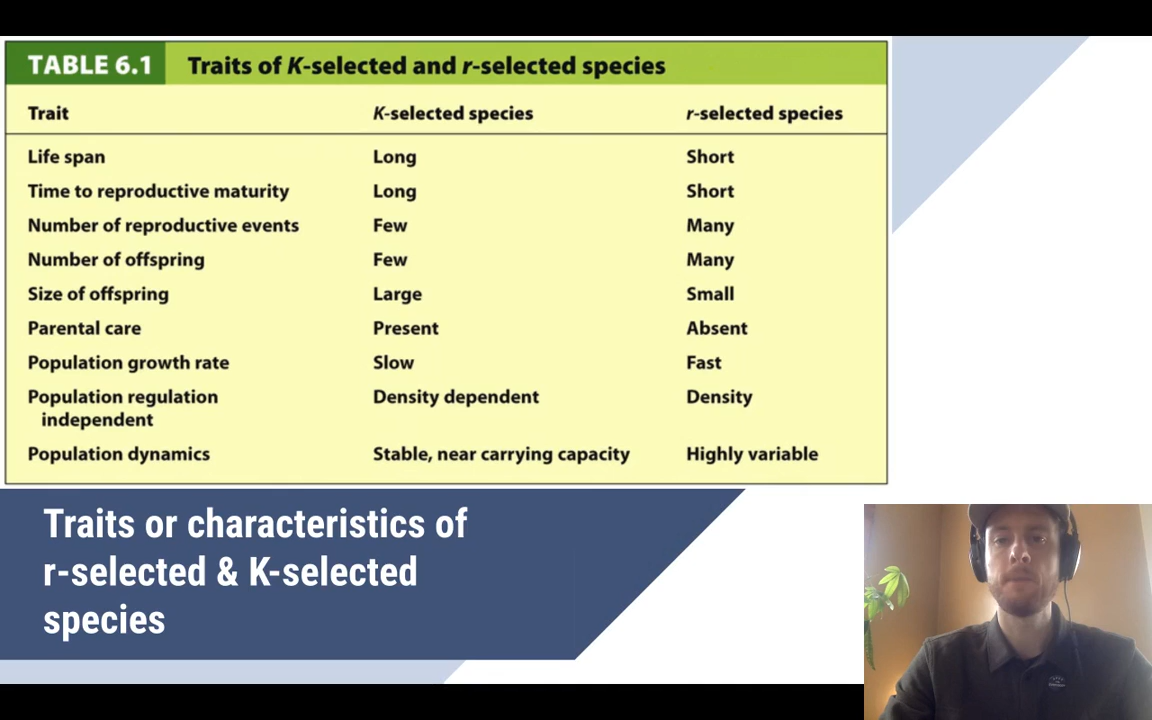 TABLE 6.1 Traits of K-selected and r-selected species
Trait K-selected species r-selected species
Life span Long Short
Time to reproductive maturity Long Short
Number of reproductive events Few Many
Number of offspring Few Many
Size of offspring Large Small
Parental care Present Absent
Population growth rate Slow Fast
Population regulation Density dependent Density
independent
Population dynamics Stable, near carrying capacity Highly variable
Traits or characteristics of
r-selected & K-selected
species